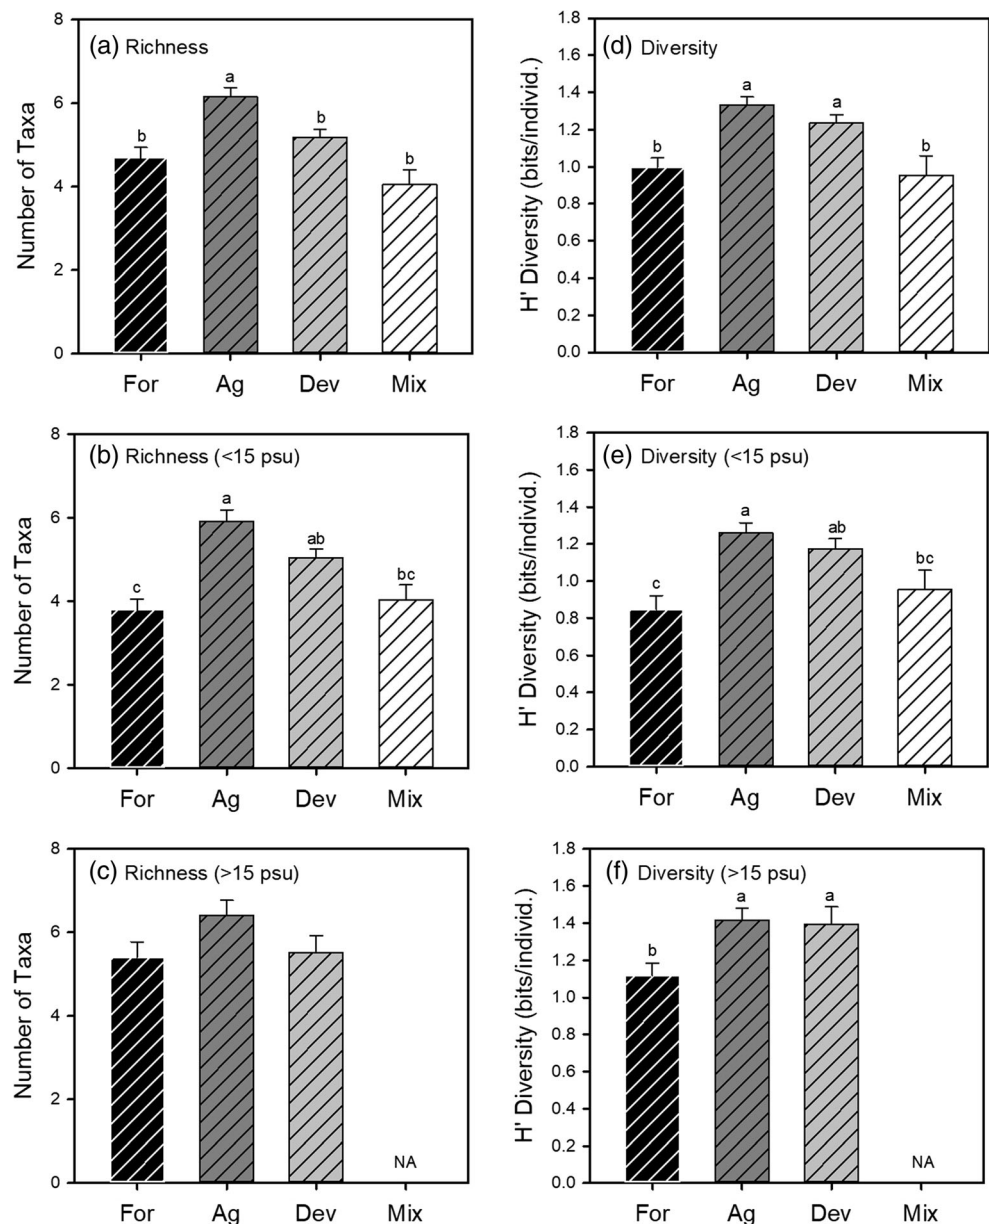 (a) Richness
Number of Taxa
8
6
4
2
0
b
a
b
b
For Ag Dev Mix
(d) Diversity
H' Diversity (bits/individ.)
1.8
1.6
1.4
1.2
1.0
0.8
0.6
0.4
0.2
0.0
b
a
a
b
For Ag Dev Mix
(b) Richness (<15 psu)
Number of Taxa
8
6
4
2
0
c
a
ab
bc
For Ag Dev Mix
(e) Diversity (<15 psu)
H' Diversity (bits/individ.)
1.8
1.6
1.4
1.2
1.0
0.8
0.6
0.4
0.2
0.0
c
a
ab
bc
For Ag Dev Mix
(c) Richness (>15 psu)
Number of Taxa
8
6
4
2
0
NA
For Ag Dev Mix
(f) Diversity (>15 psu)
H' Diversity (bits/individ.)
1.8
1.6
1.4
1.2
1.0
0.8
0.6
0.4
0.2
0.0
b
a
a
NA
For Ag Dev Mix